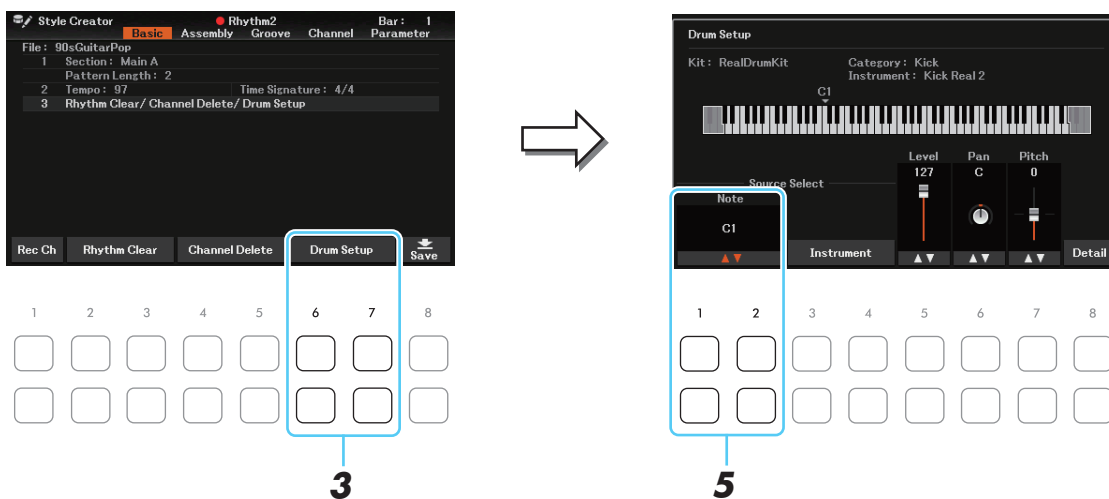 Style Creator Rhythm2 Bar: 1
Basic Assembly Groove Channel Parameter
File: 90sGuitarPop
1 Section: Main A
Pattern Length: 2
2 Tempo: 97 Time Signature: 4/4
3 Rhythm Clear/ Channel Delete/ Drum Setup
Rec Ch Rhythm Clear Channel Delete Drum Setup Save
1 2 3 4 5 6 7 8
3
Drum Setup
Kit: RealDrumKit Category: Kick
Instrument: Kick Real 2
C1
Level Pan Pitch
127 C 0
Source Select
Note
C1
Instrument Detail
1 2 3 4 5 6 7 8
5